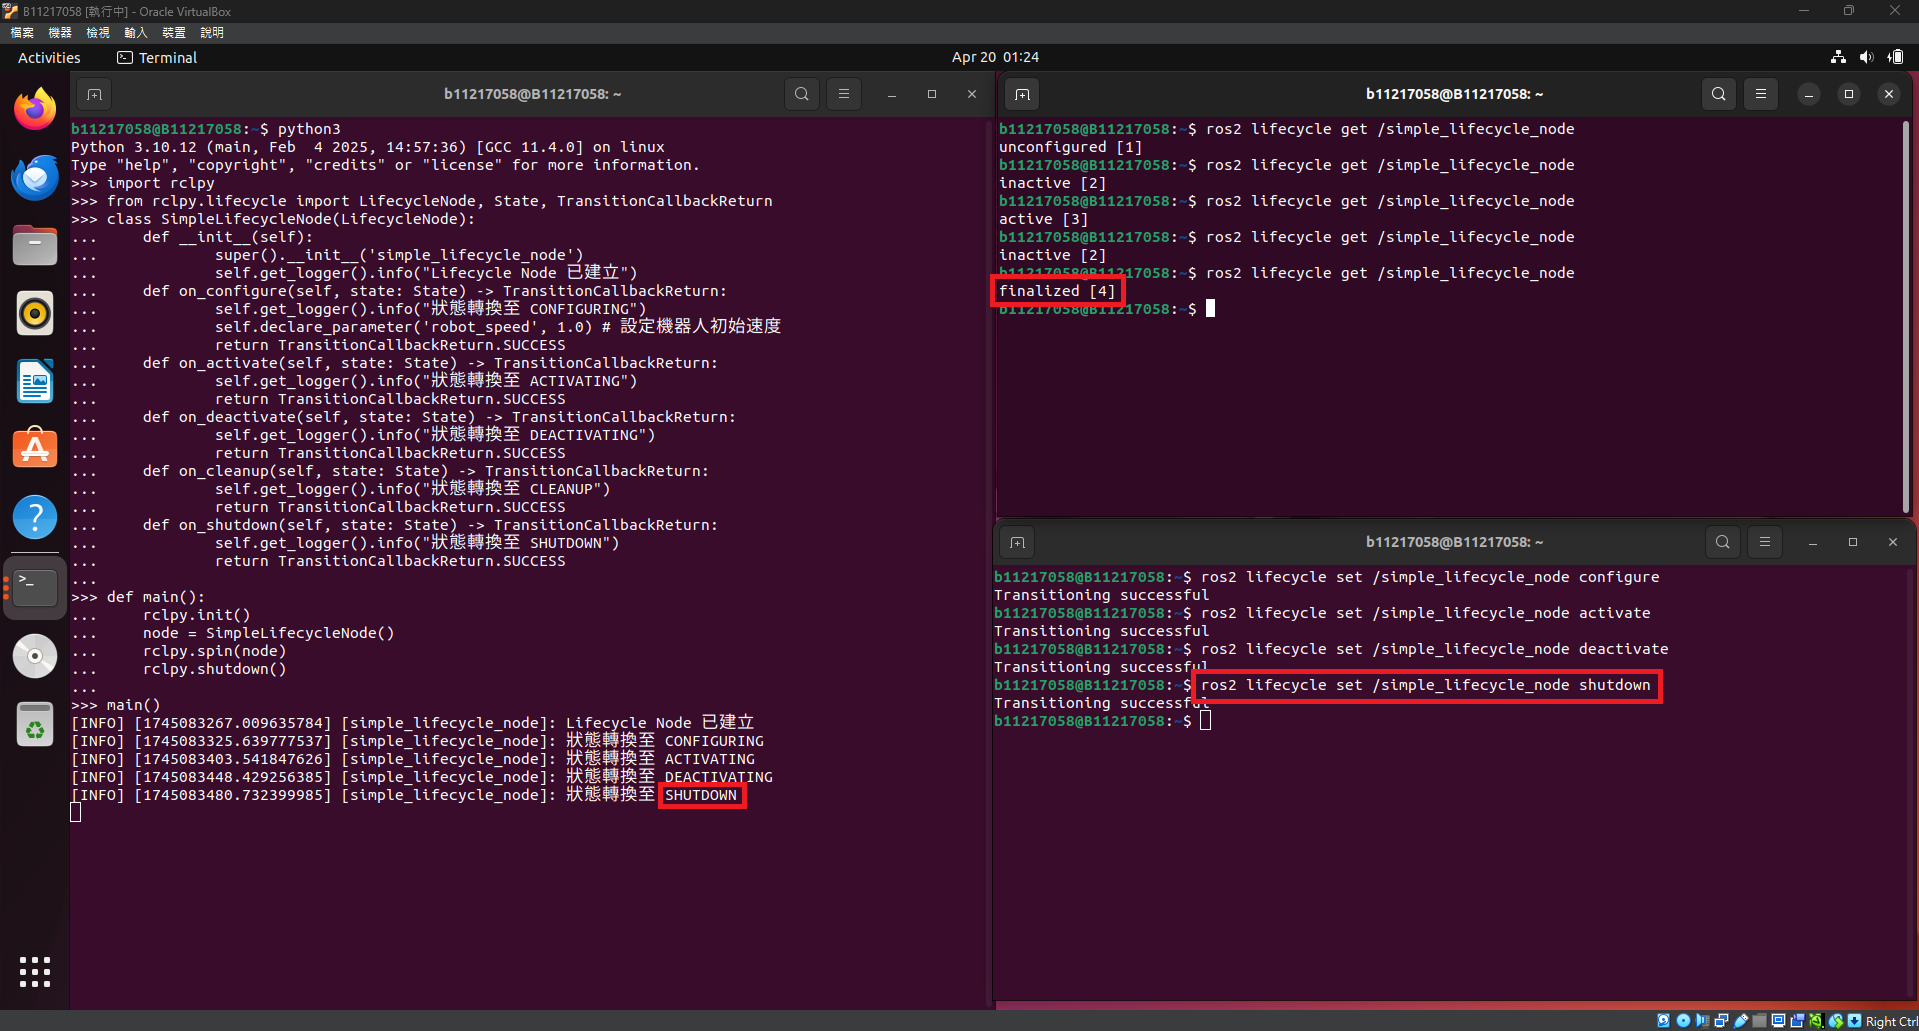 B11217058 [執行中] - Oracle VirtualBox
檔案 機器 檢視 輸入 裝置 說明
Activities Terminal Apr 20 01:24
b11217058@B11217058: ~
b11217058@B11217058:~$ python3
Python 3.10.12 (main, Feb  4 2025, 14:57:36) [GCC 11.4.0] on linux
Type "help", "copyright", "credits" or "license" for more information.
>>> import rclpy
>>> from rclpy.lifecycle import LifecycleNode, State, TransitionCallbackReturn
>>> class SimpleLifecycleNode(LifecycleNode):
...     def __init__(self):
...             super().__init__('simple_lifecycle_node')
...             self.get_logger().info("Lifecycle Node 已建立")
...     def on_configure(self, state: State) -> TransitionCallbackReturn:
...             self.get_logger().info("狀態轉換至 CONFIGURING")
...             self.declare_parameter('robot_speed', 1.0) # 設定機器人初始速度
...             return TransitionCallbackReturn.SUCCESS
...     def on_activate(self, state: State) -> TransitionCallbackReturn:
...             self.get_logger().info("狀態轉換至 ACTIVATING")
...             return TransitionCallbackReturn.SUCCESS
...     def on_deactivate(self, state: State) -> TransitionCallbackReturn:
...             self.get_logger().info("狀態轉換至 DEACTIVATING")
...             return TransitionCallbackReturn.SUCCESS
...     def on_cleanup(self, state: State) -> TransitionCallbackReturn:
...             self.get_logger().info("狀態轉換至 CLEANUP")
...             return TransitionCallbackReturn.SUCCESS
...     def on_shutdown(self, state: State) -> TransitionCallbackReturn:
...             self.get_logger().info("狀態轉換至 SHUTDOWN")
...             return TransitionCallbackReturn.SUCCESS
...
>>> def main():
...     rclpy.init()
...     node = SimpleLifecycleNode()
...     rclpy.spin(node)
...     rclpy.shutdown()
...
>>> main()
[INFO] [1745083267.009635784] [simple_lifecycle_node]: Lifecycle Node 已建立
[INFO] [1745083325.639777537] [simple_lifecycle_node]: 狀態轉換至 CONFIGURING
[INFO] [1745083403.541847626] [simple_lifecycle_node]: 狀態轉換至 ACTIVATING
[INFO] [1745083448.429256385] [simple_lifecycle_node]: 狀態轉換至 DEACTIVATING
[INFO] [1745083480.732399985] [simple_lifecycle_node]: 狀態轉換至 SHUTDOWN
b11217058@B11217058: ~
b11217058@B11217058:~$ ros2 lifecycle get /simple_lifecycle_node
unconfigured [1]
b11217058@B11217058:~$ ros2 lifecycle get /simple_lifecycle_node
inactive [2]
b11217058@B11217058:~$ ros2 lifecycle get /simple_lifecycle_node
active [3]
b11217058@B11217058:~$ ros2 lifecycle get /simple_lifecycle_node
inactive [2]
b11217058@B11217058:~$ ros2 lifecycle get /simple_lifecycle_node
finalized [4]
b11217058@B11217058:~$
b11217058@B11217058: ~
b11217058@B11217058:~$ ros2 lifecycle set /simple_lifecycle_node configure
Transitioning successful
b11217058@B11217058:~$ ros2 lifecycle set /simple_lifecycle_node activate
Transitioning successful
b11217058@B11217058:~$ ros2 lifecycle set /simple_lifecycle_node deactivate
Transitioning successful
b11217058@B11217058:~$ ros2 lifecycle set /simple_lifecycle_node shutdown
Transitioning successful
b11217058@B11217058:~$
Right Ctrl